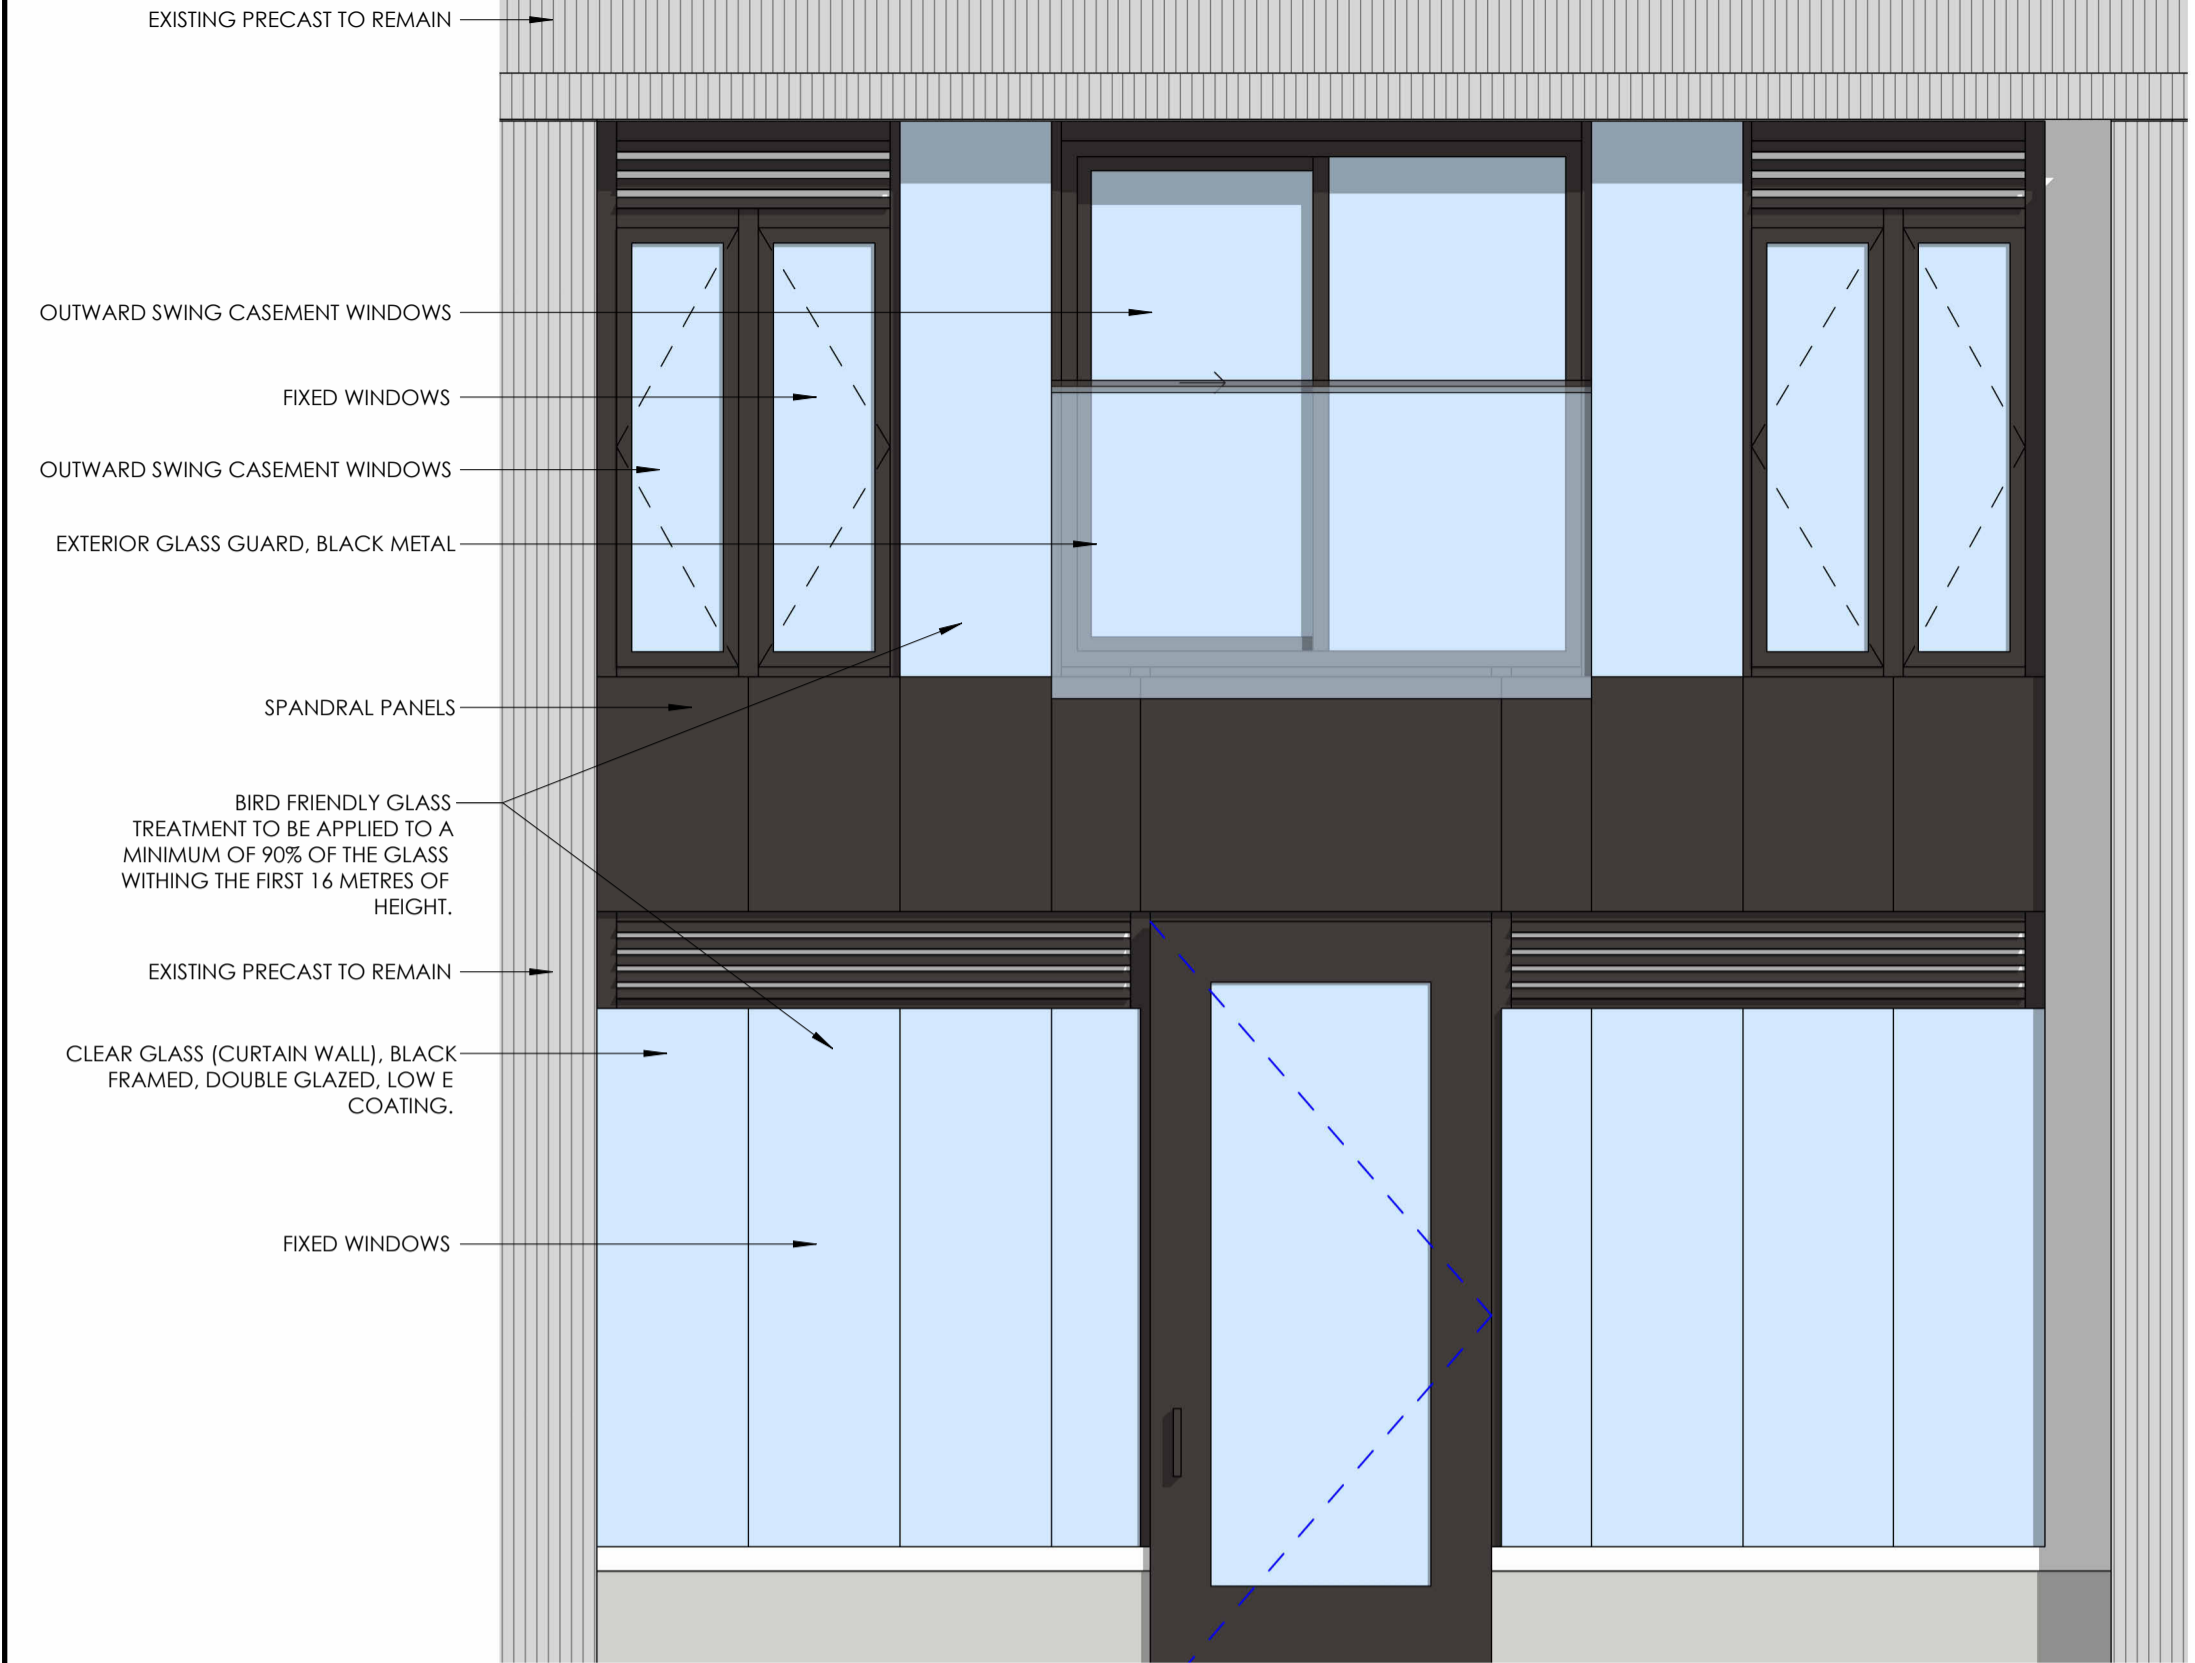 EXISTING PRECAST TO REMAIN
OUTWARD SWING CASEMENT WINDOWS
FIXED WINDOWS
OUTWARD SWING CASEMENT WINDOWS
EXTERIOR GLASS GUARD, BLACK METAL
SPANDRAL PANELS
BIRD FRIENDLY GLASS
TREATMENT TO BE APPLIED TO A
MINIMUM OF 90% OF THE GLASS
WITHING THE FIRST 16 METRES OF
HEIGHT.
EXISTING PRECAST TO REMAIN
CLEAR GLASS (CURTAIN WALL), BLACK
FRAMED, DOUBLE GLAZED, LOW E
COATING.
FIXED WINDOWS